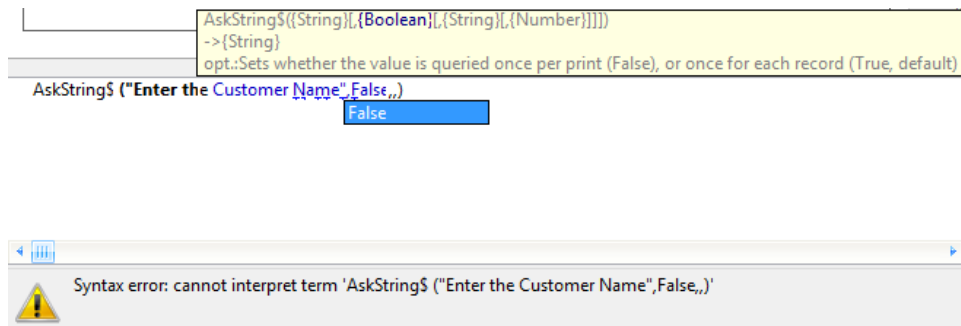 AskString$({String}[,{Boolean}[,{String}[,{Number}]]])
->{String}
opt.:Sets whether the value is queried once per print (False), or once for each record (True, default)
AskString$ ("Enter the Customer Name",False,,)
False
Syntax error: cannot interpret term 'AskString$ ("Enter the Customer Name",False,,)'